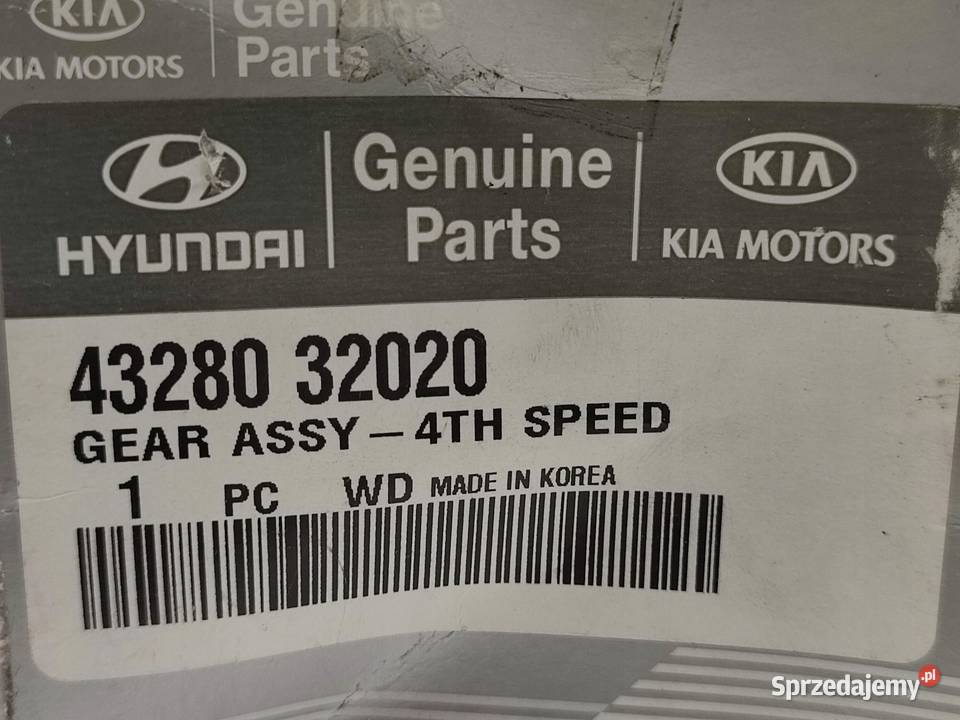 KIA
KIA MOTORS
Genuine
Parts
HYUNDAI
Genuine
Parts
KIA
KIA MOTORS
43280 32020
GEAR ASSY-4TH SPEED
1 PC WD MADE IN KOREA
Sprzedajemy.pl